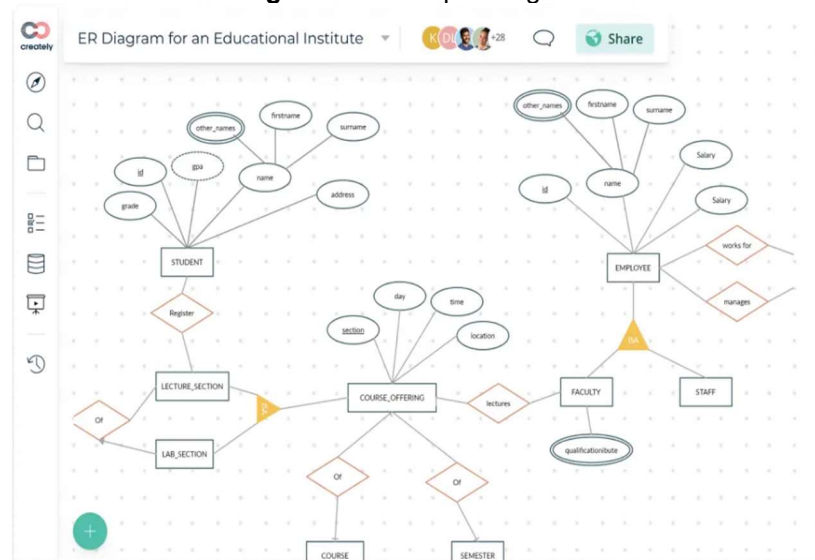 creately
ER Diagram for an Educational Institute
K
DL
+28
Share
other_names
firstname
surname
id
gpa
name
grade
address
STUDENT
Register
LECTURE_SECTION
Of
LAB_SECTION
section
day
time
location
COURSE_OFFERING
lectures
Of
Of
COURSE
SEMESTER
other_names
firstname
surname
id
name
Salary
Salary
works for
manages
EMPLOYEE
FACULTY
STAFF
qualificationibute
+